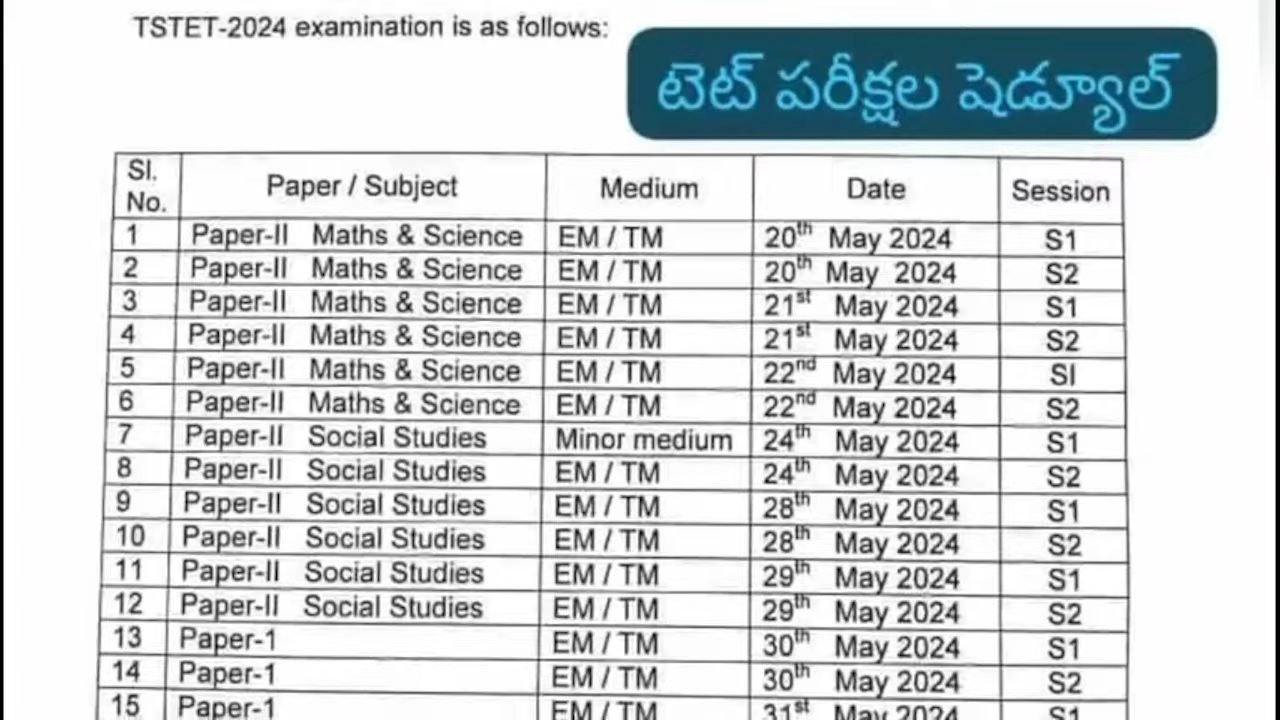 TSTET-2024 examination is as follows:
టెట్ పరీక్షల షెడ్యూల్
Sl. No. Paper / Subject Medium Date Session
1 Paper-II Maths & Science EM / TM 20th May 2024 S1
2 Paper-II Maths & Science EM / TM 20th May 2024 S2
3 Paper-II Maths & Science EM / TM 21st May 2024 S1
4 Paper-II Maths & Science EM / TM 21st May 2024 S2
5 Paper-II Maths & Science EM / TM 22nd May 2024 SI
6 Paper-II Maths & Science EM / TM 22nd May 2024 S2
7 Paper-II Social Studies Minor medium 24th May 2024 S1
8 Paper-II Social Studies EM / TM 24th May 2024 S2
9 Paper-II Social Studies EM / TM 28th May 2024 S1
10 Paper-II Social Studies EM / TM 28th May 2024 S2
11 Paper-II Social Studies EM / TM 29th May 2024 S1
12 Paper-II Social Studies EM / TM 29th May 2024 S2
13 Paper-1 EM / TM 30th May 2024 S1
14 Paper-1 EM / TM 30th May 2024 S2
15 Paper-1 EM / TM 31st May 2024 S1